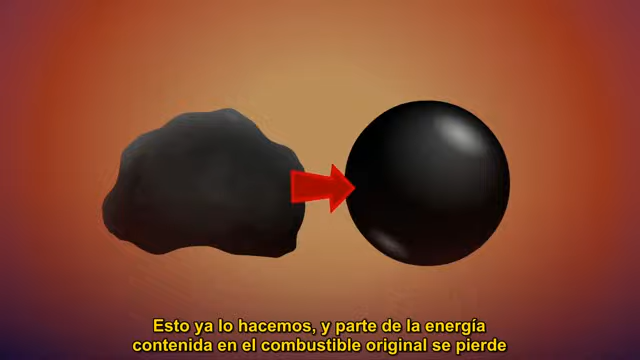 Esto ya lo hacemos, y parte de la energía
contenida en el combustible original se pierde